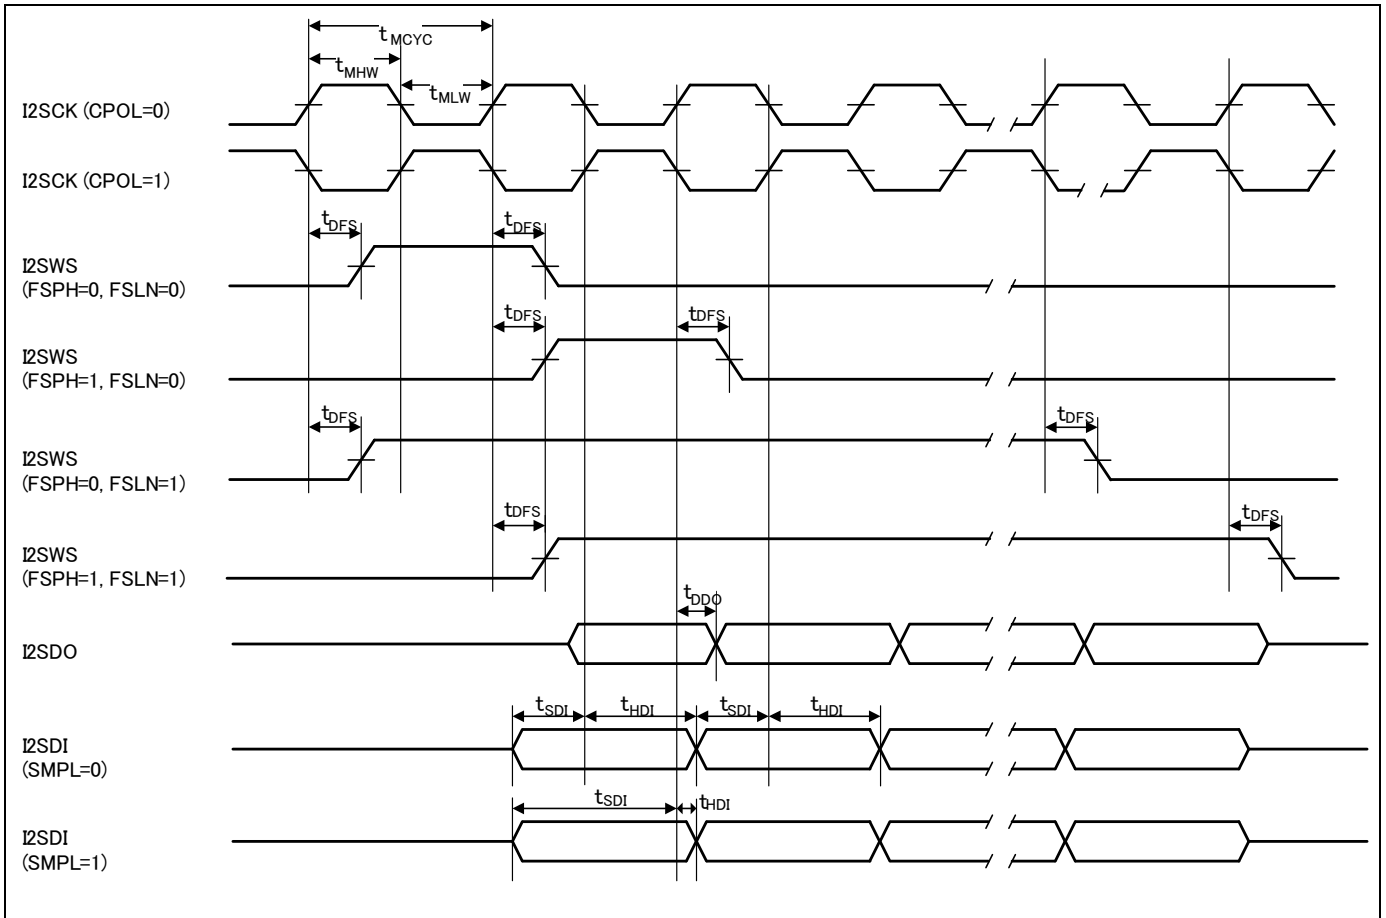 tMCYC
tMHW
tMLW
I2SCK (CPOL=0)
I2SCK (CPOL=1)
tDFS tDFS
I2SWS
(FSPH=0, FSLN=0)
tDFS tDFS
I2SWS
(FSPH=1, FSLN=0)
tDFS tDFS
I2SWS
(FSPH=0, FSLN=1)
tDFS tDFS
I2SWS
(FSPH=1, FSLN=1)
tDDO
I2SDO
tSDI tHDI tSDI tHDI
I2SDI
(SMPL=0)
tSDI tHDI
I2SDI
(SMPL=1)